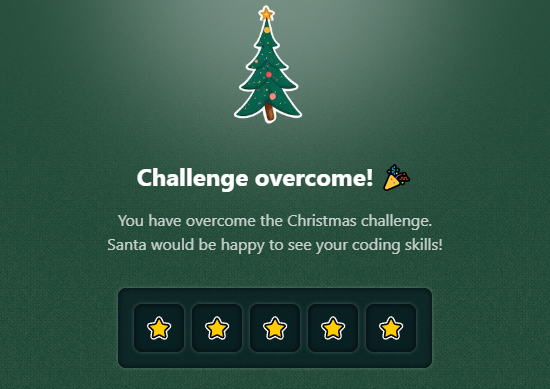 Challenge overcome! 🎉
You have overcome the Christmas challenge.
Santa would be happy to see your coding skills!